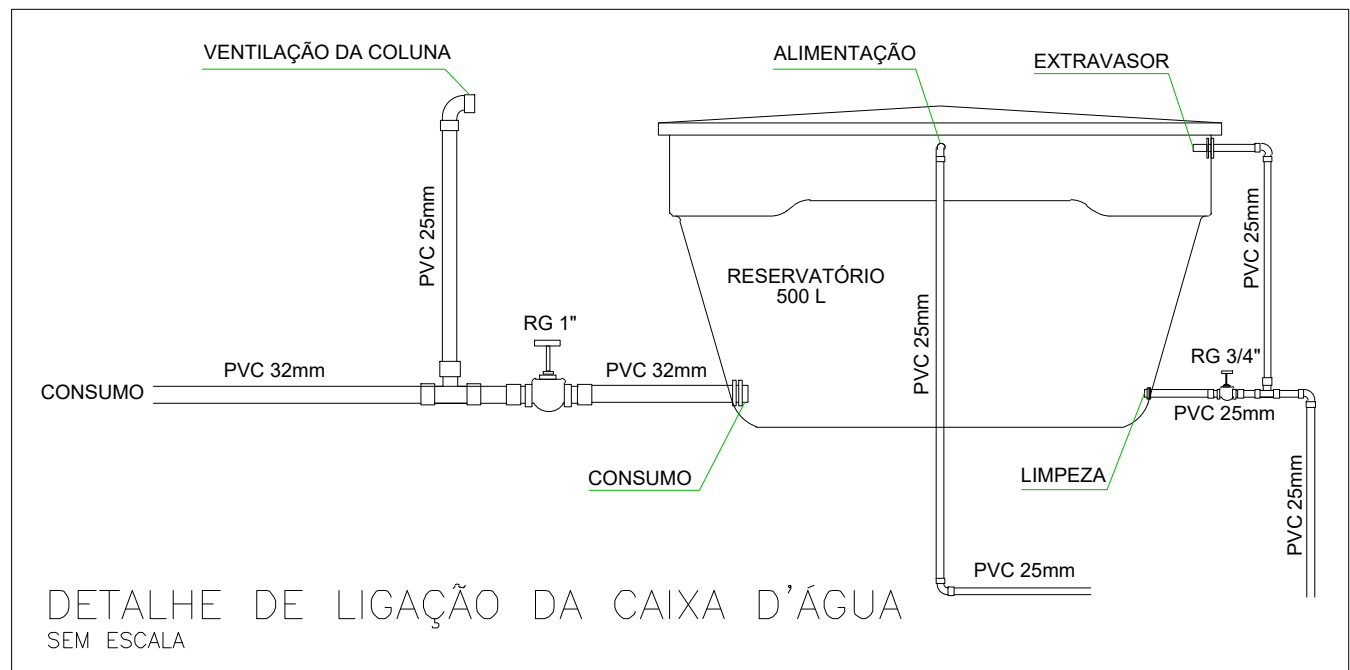 VENTILAÇÃO DA COLUNA
ALIMENTAÇÃO
EXTRAVASOR
PVC 25mm
PVC 25mm
RESERVATÓRIO
500 L
RG 1"
PVC 25mm
RG 3/4"
CONSUMO
PVC 32mm
PVC 32mm
PVC 25mm
CONSUMO
LIMPEZA
PVC 25mm
PVC 25mm
DETALHE DE LIGAÇÃO DA CAIXA D'ÁGUA
SEM ESCALA